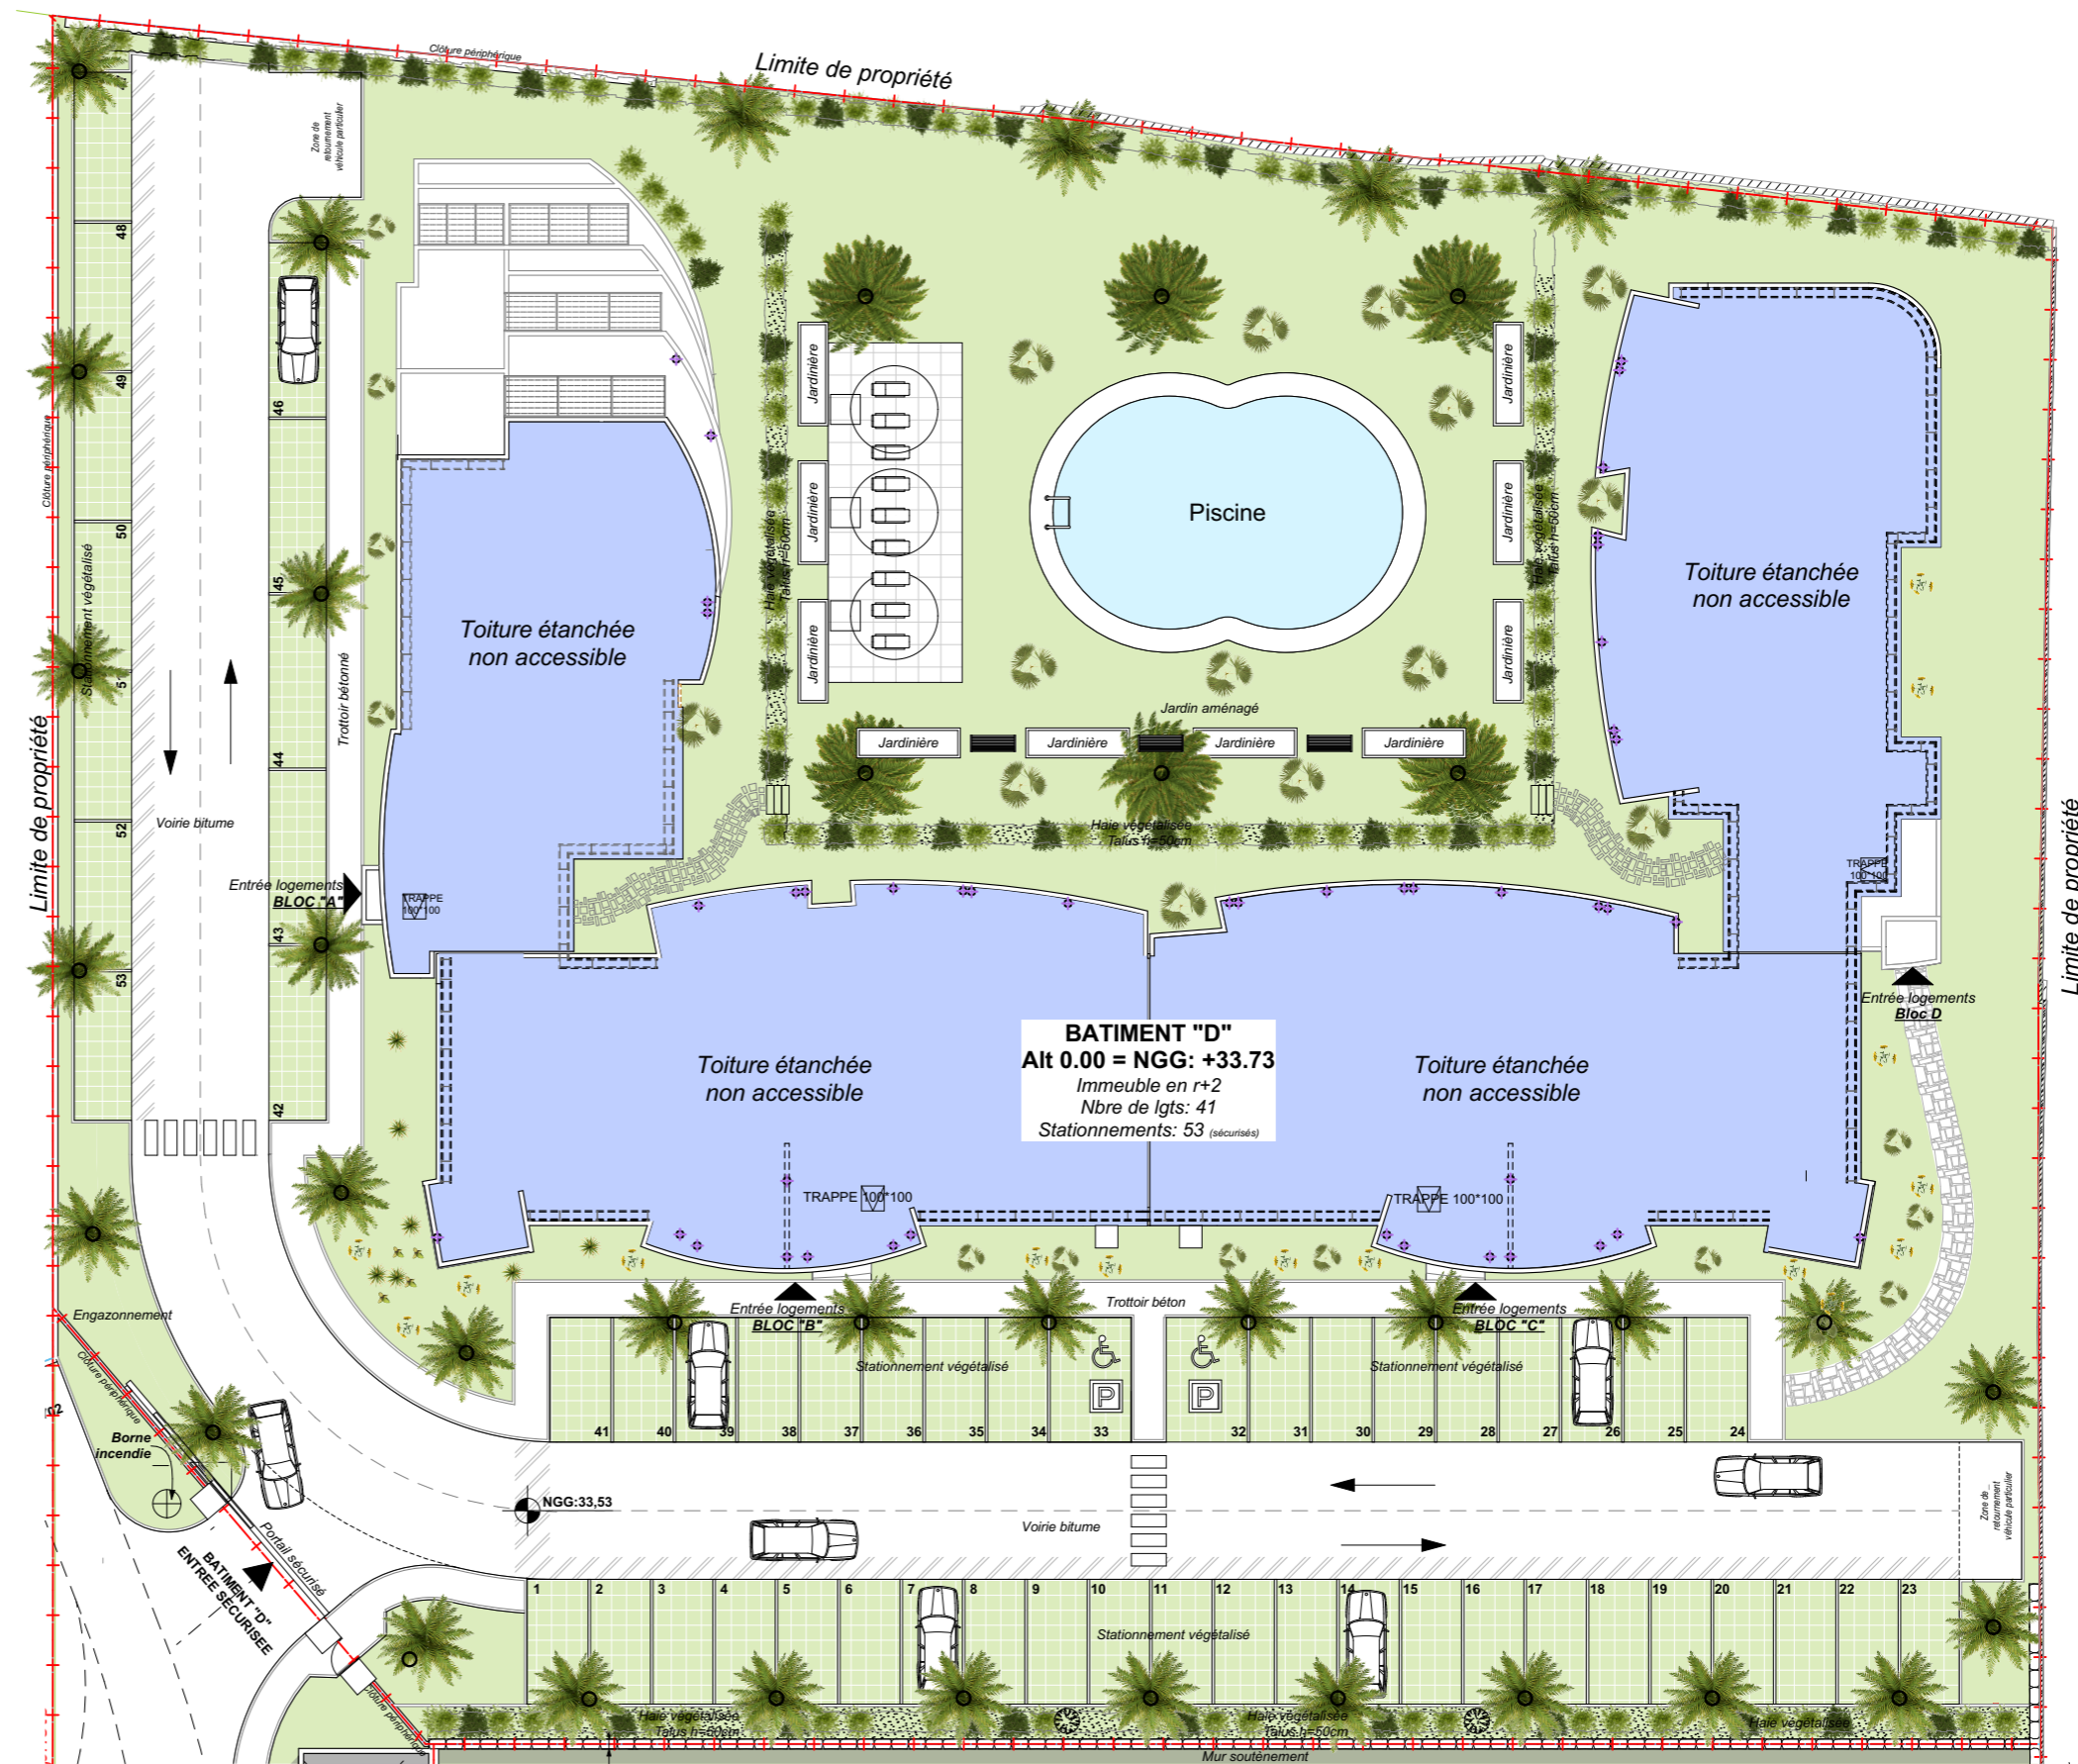 Clôture périphérique
Limite de propriété
Zone de
retournement
véhicule particulier
48
49
50
51
52
53
46
45
44
43
42
Clôture périphérique
Stationnement végétalisé
Limite de propriété
Trottoir bétonné
Voirie bitume
Entrée logements
BLOC "A"
TRAPPE
100*100
Toiture étanchée
non accessible
Haie végétalisée
Talus h=50cm
Jardinière
Jardinière
Jardinière
Piscine
Jardinière
Jardinière
Jardinière
Haie végétalisée
Talus h=50cm
Jardin aménagé
Jardinière
Jardinière
Jardinière
Jardinière
Haie végétalisée
Talus h=50cm
Toiture étanchée
non accessible
Limite de propriété
TRAPPE
100*100
Entrée logements
Bloc D
Toiture étanchée
non accessible
BATIMENT "D"
Alt 0.00 = NGG: +33.73
Immeuble en r+2
Nbre de lgts: 41
Stationnements: 53 (sécurisés)
Toiture étanchée
non accessible
TRAPPE 100*100
TRAPPE 100*100
Engazonnement
Clôture périphérique
Borne
incendie
Entrée logements
BLOC "B"
Trottoir béton
Entrée logements
BLOC "C"
Stationnement végétalisé
Stationnement végétalisé
P
P
41 40 39 38 37 36 35 34 33
32 31 30 29 28 27 26 25 24
NGG:33,53
Voirie bitume
Zone de
retournement
véhicule particulier
Portail sécurisé
BATIMENT "D"
ENTREE SECURISEE
1 2 3 4 5 6 7 8 9 10 11 12 13 14 15 16 17 18 19 20 21 22 23
Stationnement végétalisé
Clôture périphérique
Haie végétalisée
Talus h=50cm
Haie végétalisée
Talus h=50cm
Haie végétalisée
Mur soutènement